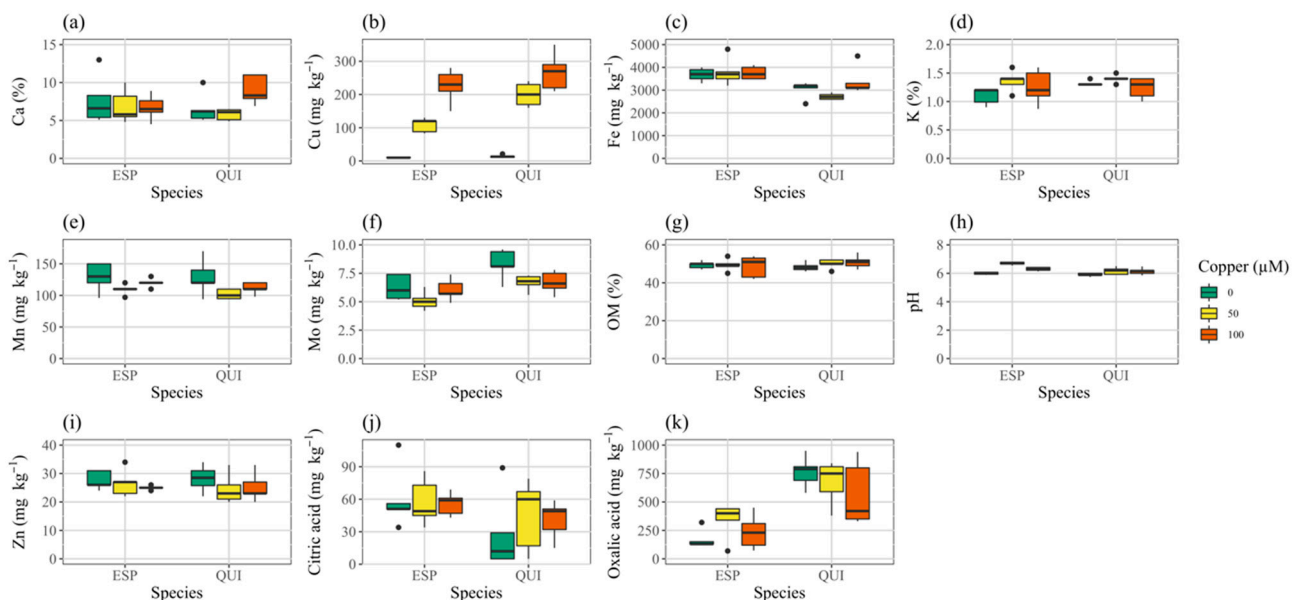 (a)
(b)
(c)
(d)
Ca (%)
15
10
5
0
ESP
QUI
Species
Cu (mg kg⁻¹)
300
200
100
0
ESP
QUI
Species
Fe (mg kg⁻¹)
5000
4000
3000
2000
1000
0
ESP
QUI
Species
K (%)
2.0
1.5
1.0
0.5
0.0
ESP
QUI
Species
(e)
(f)
(g)
(h)
Mn (mg kg⁻¹)
150
100
50
0
ESP
QUI
Species
Mo (mg kg⁻¹)
10.0
7.5
5.0
2.5
0.0
ESP
QUI
Species
OM (%)
60
40
20
0
ESP
QUI
Species
pH
8
6
4
2
0
ESP
QUI
Species
Copper (µM)
0
50
100
(i)
(j)
(k)
Zn (mg kg⁻¹)
40
30
20
10
0
ESP
QUI
Species
Citric acid (mg kg⁻¹)
90
60
30
0
ESP
QUI
Species
Oxalic acid (mg kg⁻¹)
1000
750
500
250
0
ESP
QUI
Species